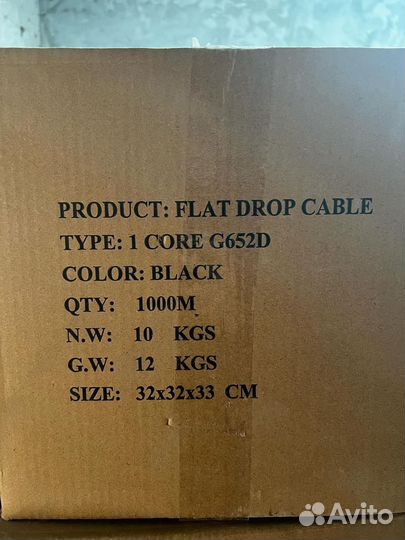 PRODUCT: FLAT DROP CABLE
TYPE: 1 CORE G652D
COLOR: BLACK
QTY: 1000M
N.W: 10 KGS
G.W: 12 KGS
SIZE: 32x32x33 CM
Avito